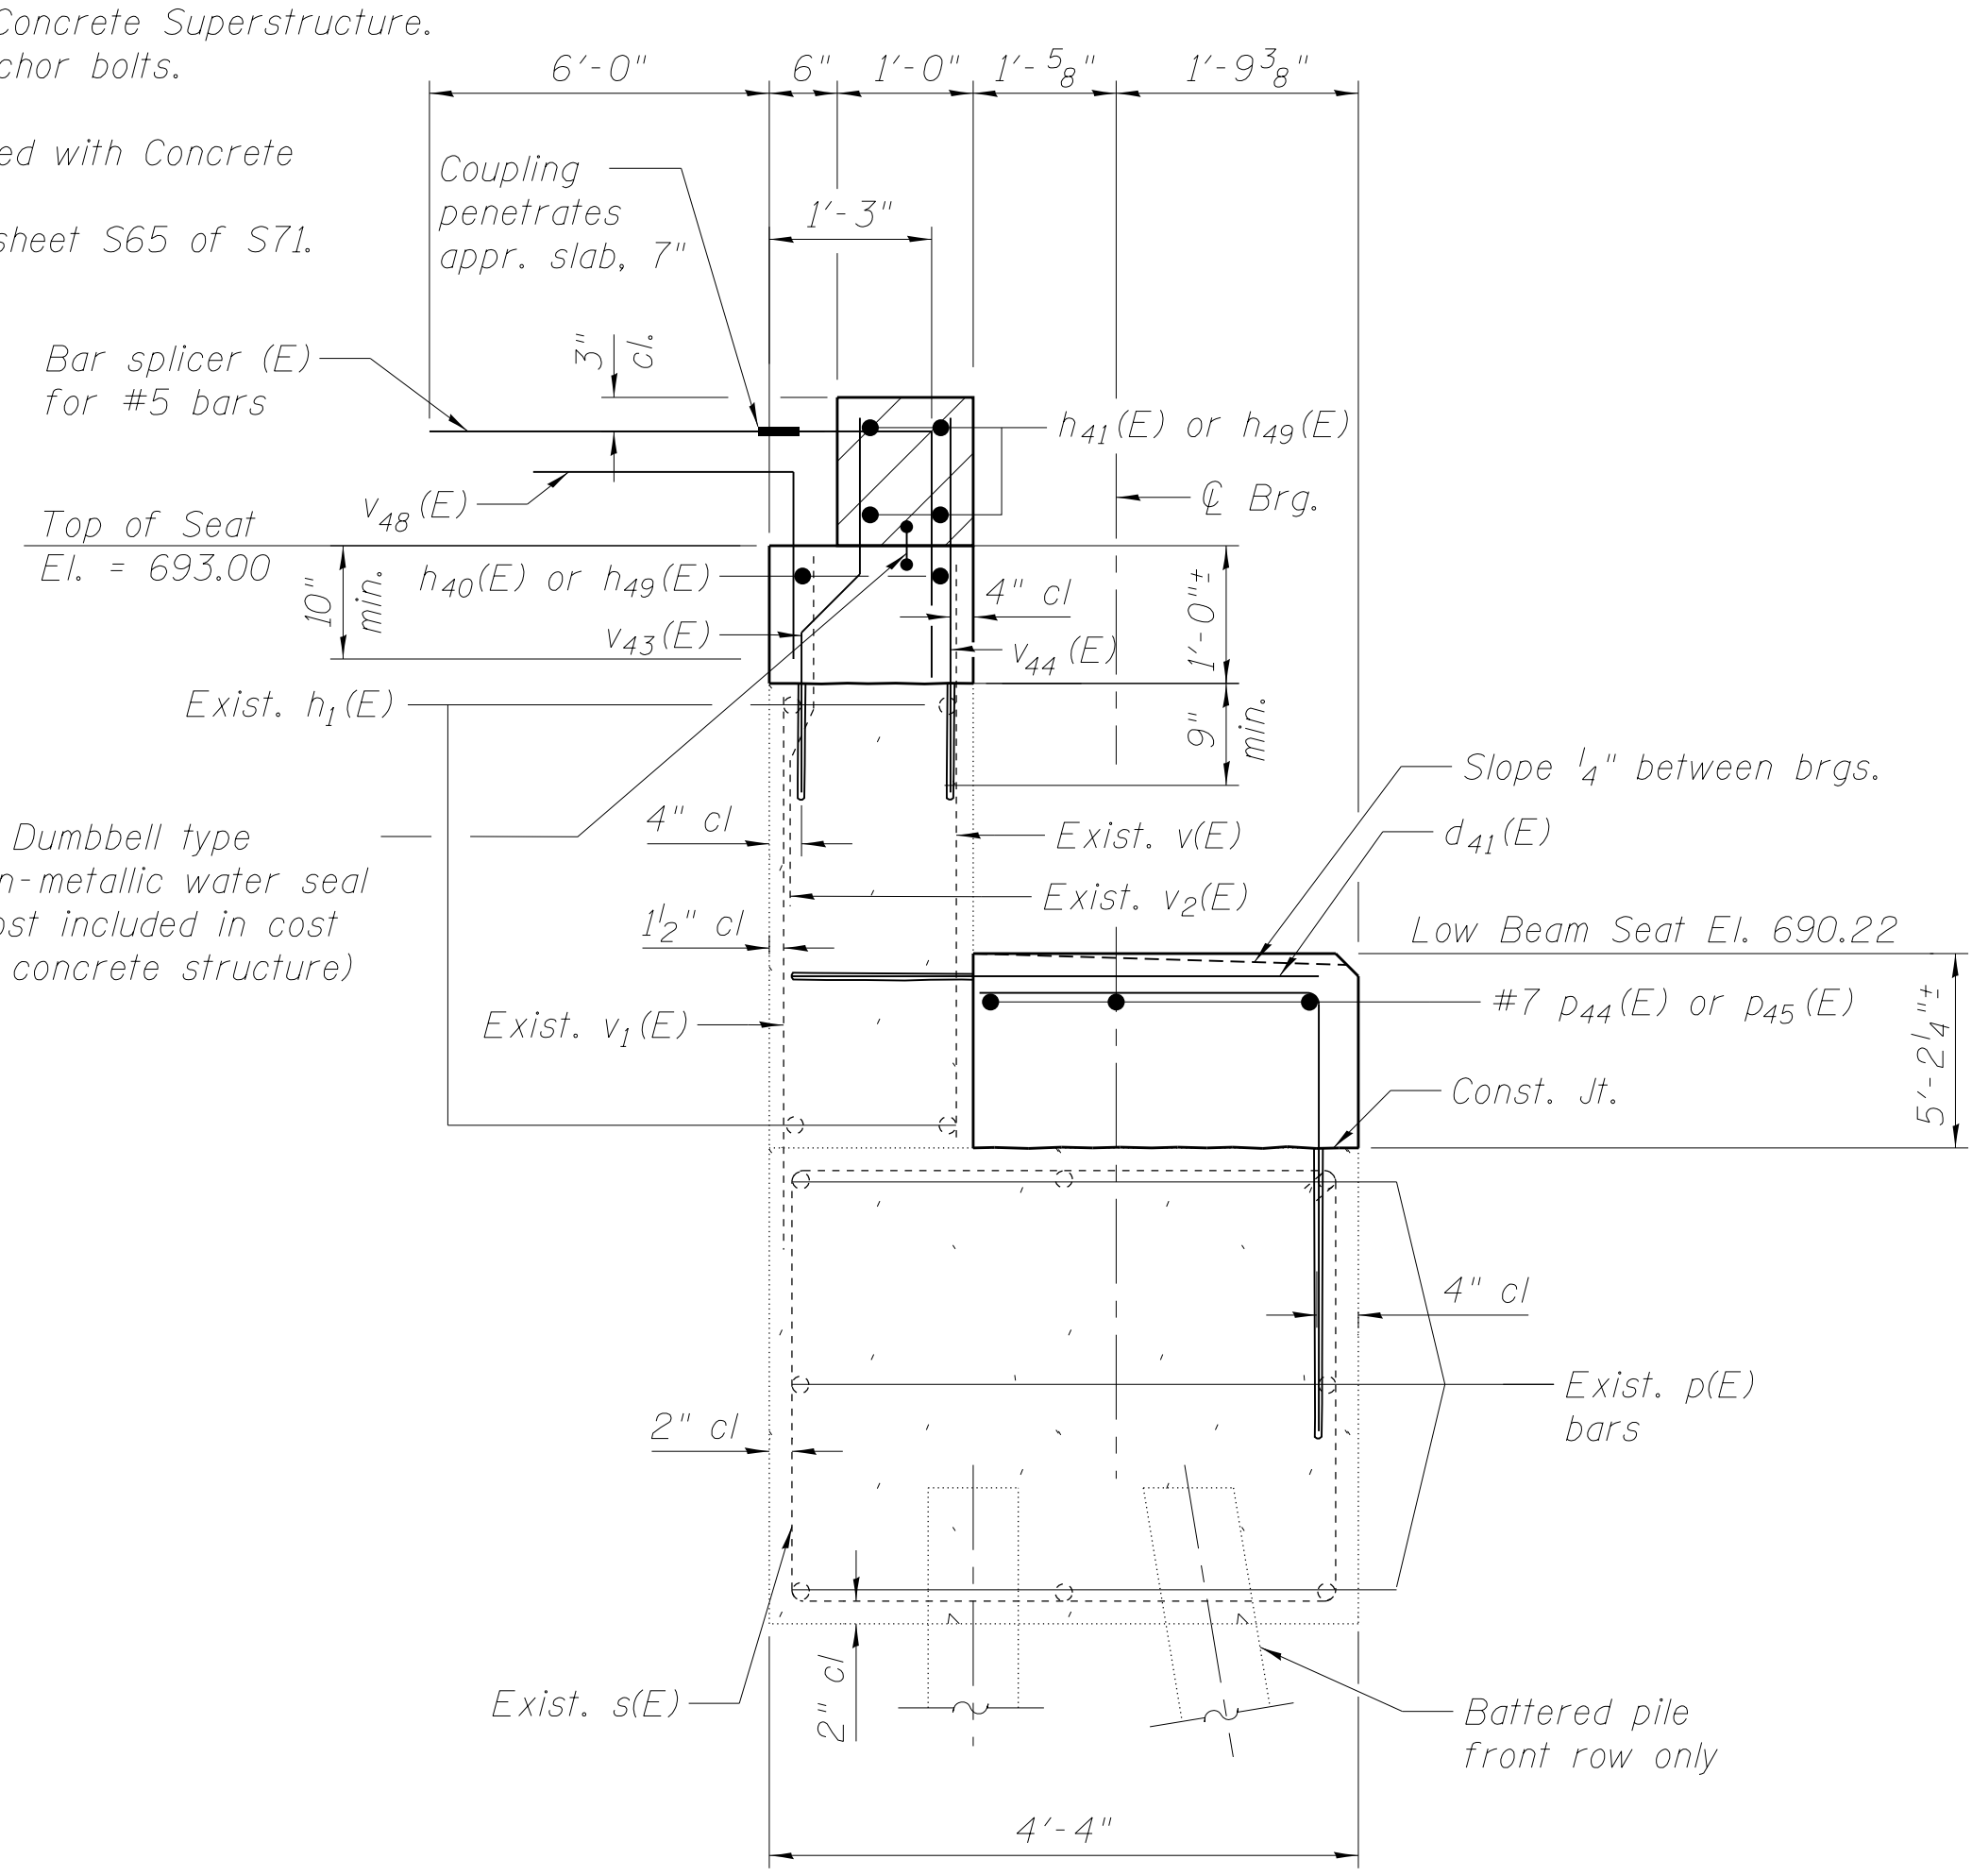 Concrete Superstructure.
chor bolts.
ed with Concrete
sheet S65 of S71.
6'-0"
6"
1'-0"
1'-5/8"
1'-9 3/8"
Coupling
penetrates
appr. slab, 7"
1'-3"
3"
cl.
Bar splicer (E)
for #5 bars
h41(E) or h49(E)
v48(E)
℄ Brg.
Top of Seat
El. = 693.00
10"
min.
h40(E) or h49(E)
4" cl
1'-0"±
v43(E)
v44(E)
Exist. h1(E)
9"
min.
Slope 1/4" between brgs.
4" cl
Exist. v(E)
d41(E)
Dumbbell type
n-metallic water seal
ost included in cost
concrete structure)
Exist. v2(E)
1 1/2" cl
Low Beam Seat El. 690.22
Exist. v1(E)
#7 p44(E) or p45(E)
5'-2 1/4"±
Const. Jt.
4" cl
Exist. p(E)
bars
2" cl
Exist. s(E)
2" cl
Battered pile
front row only
4'-4"